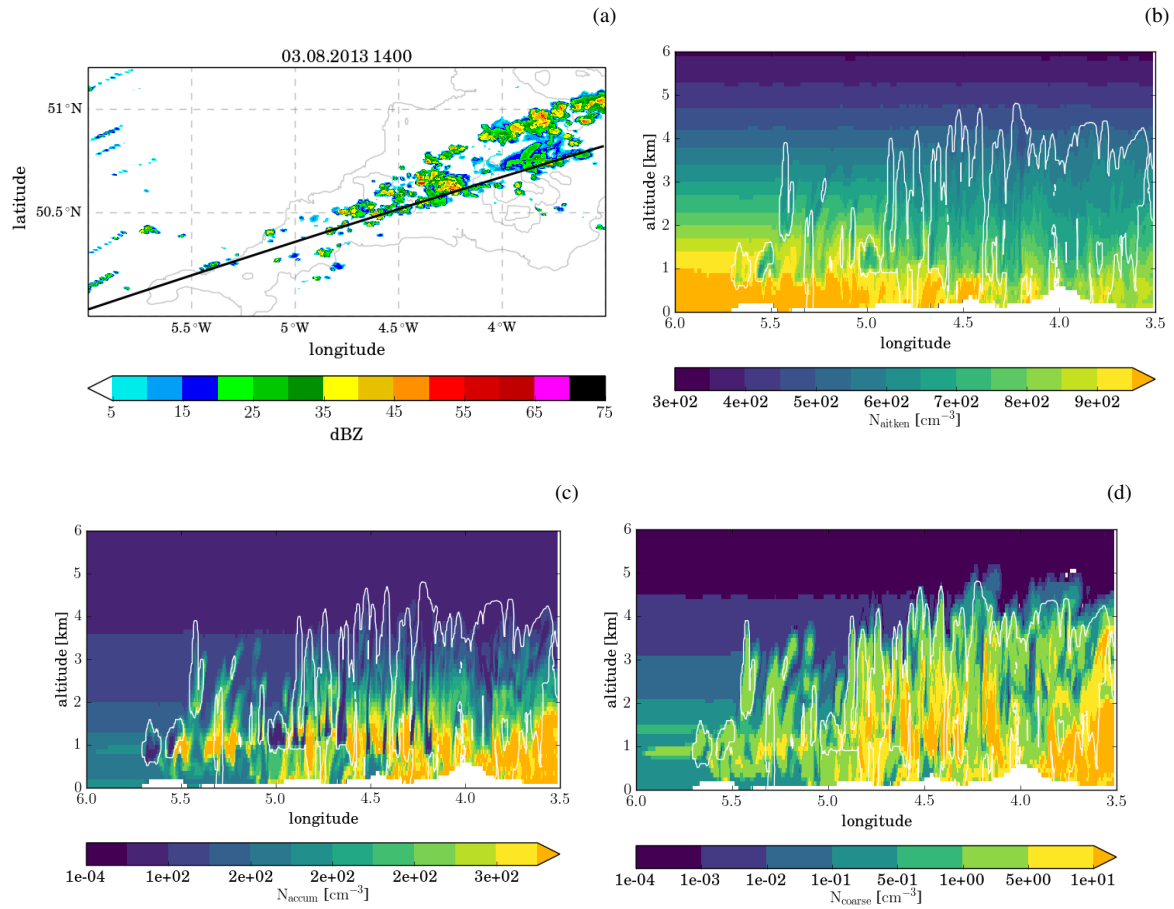 (a)
03.08.2013 1400
51°N
50.5°N
latitude
5.5°W 5°W 4.5°W 4°W
longitude
5 15 25 35 45 55 65 75
dBZ
(b)
6
5
4
3
2
1
0
altitude [km]
6.0 5.5 5.0 4.5 4.0 3.5
longitude
3e+02 4e+02 5e+02 6e+02 7e+02 8e+02 9e+02
N_aitken [cm⁻³]
(c)
6
5
4
3
2
1
0
altitude [km]
6.0 5.5 5.0 4.5 4.0 3.5
longitude
1e-04 1e+02 2e+02 2e+02 2e+02 3e+02
N_accum [cm⁻³]
(d)
6
5
4
3
2
1
0
altitude [km]
6.0 5.5 5.0 4.5 4.0 3.5
longitude
1e-04 1e-03 1e-02 1e-01 5e-01 1e+00 5e+00 1e+01
N_coarse [cm⁻³]